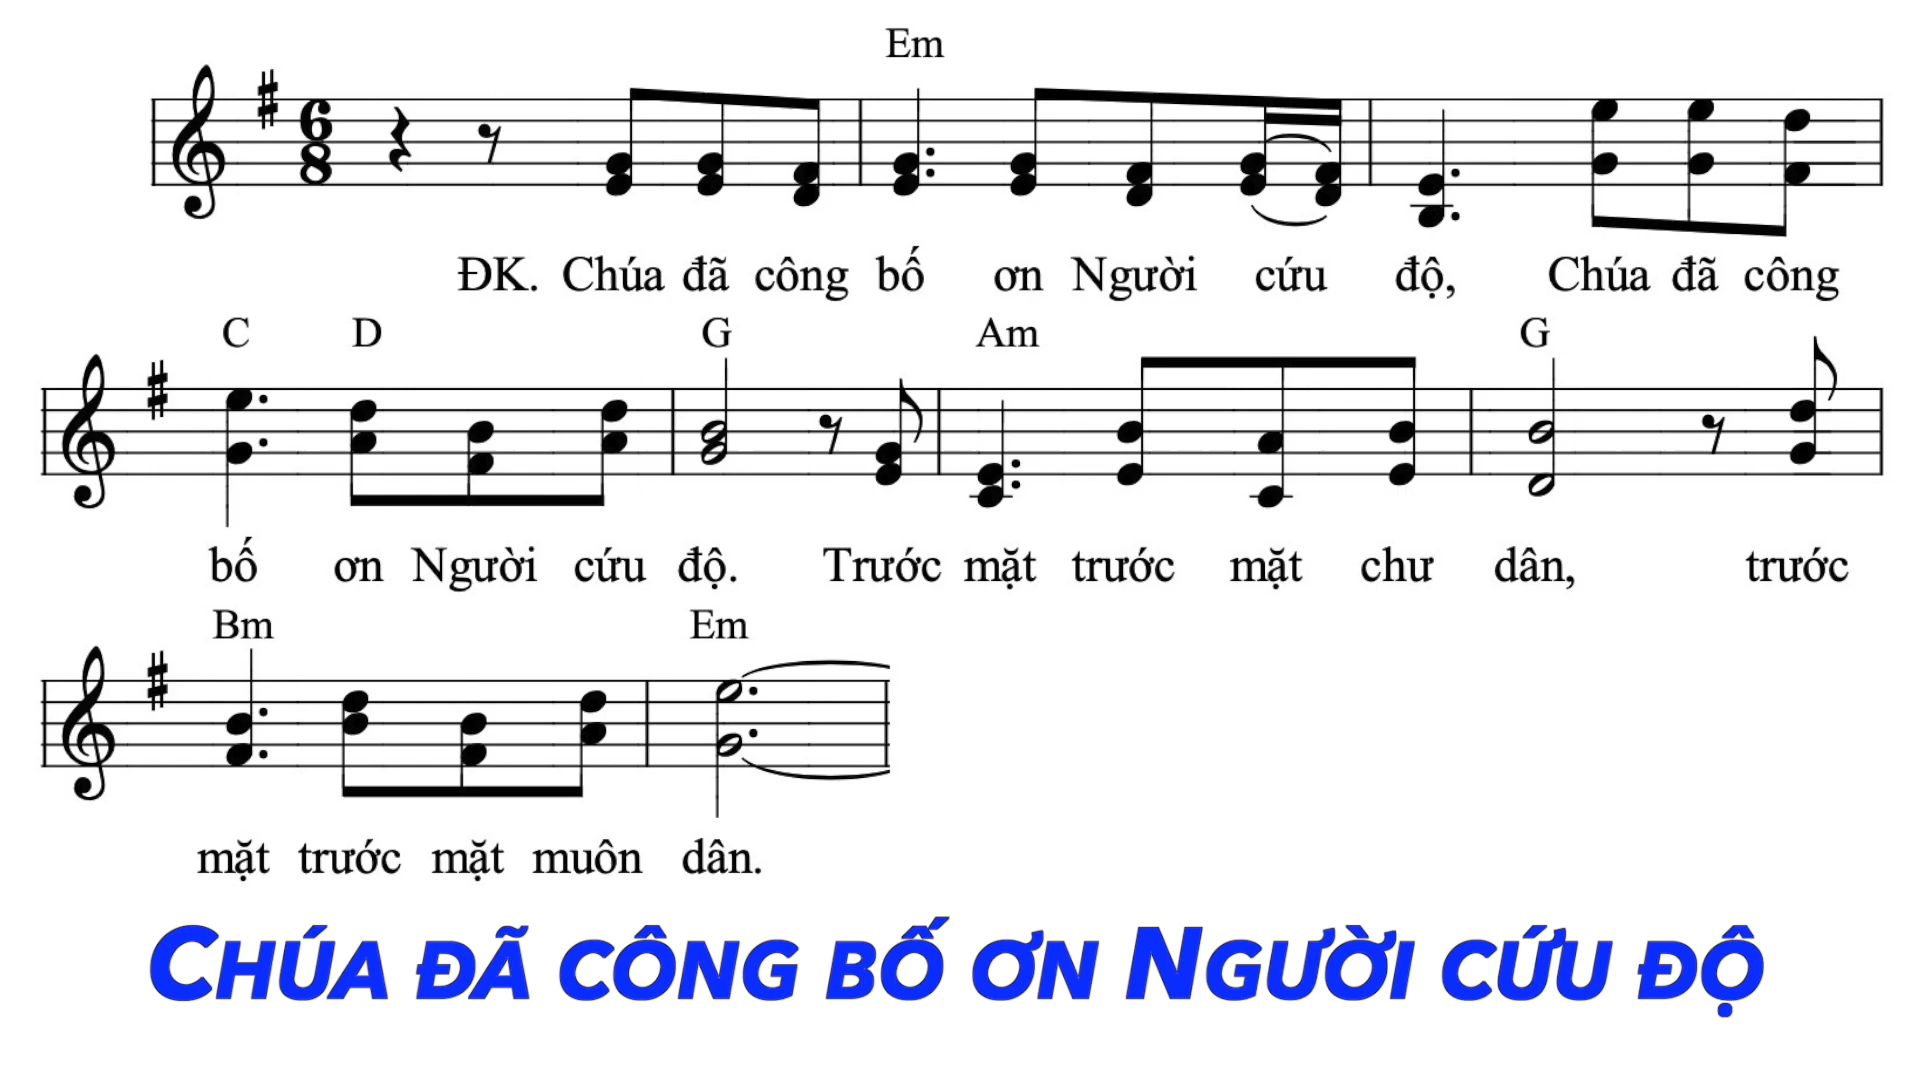 Em
6
8
ĐK. Chúa đã công bố ơn Người cứu độ, Chúa đã công
C D G Am G
bố ơn Người cứu độ. Trước mặt trước mặt chư dân, trước
Bm Em
mặt trước mặt muôn dân.
CHÚA ĐÃ CÔNG BỐ ƠN NGƯỜI CỨU ĐỘ